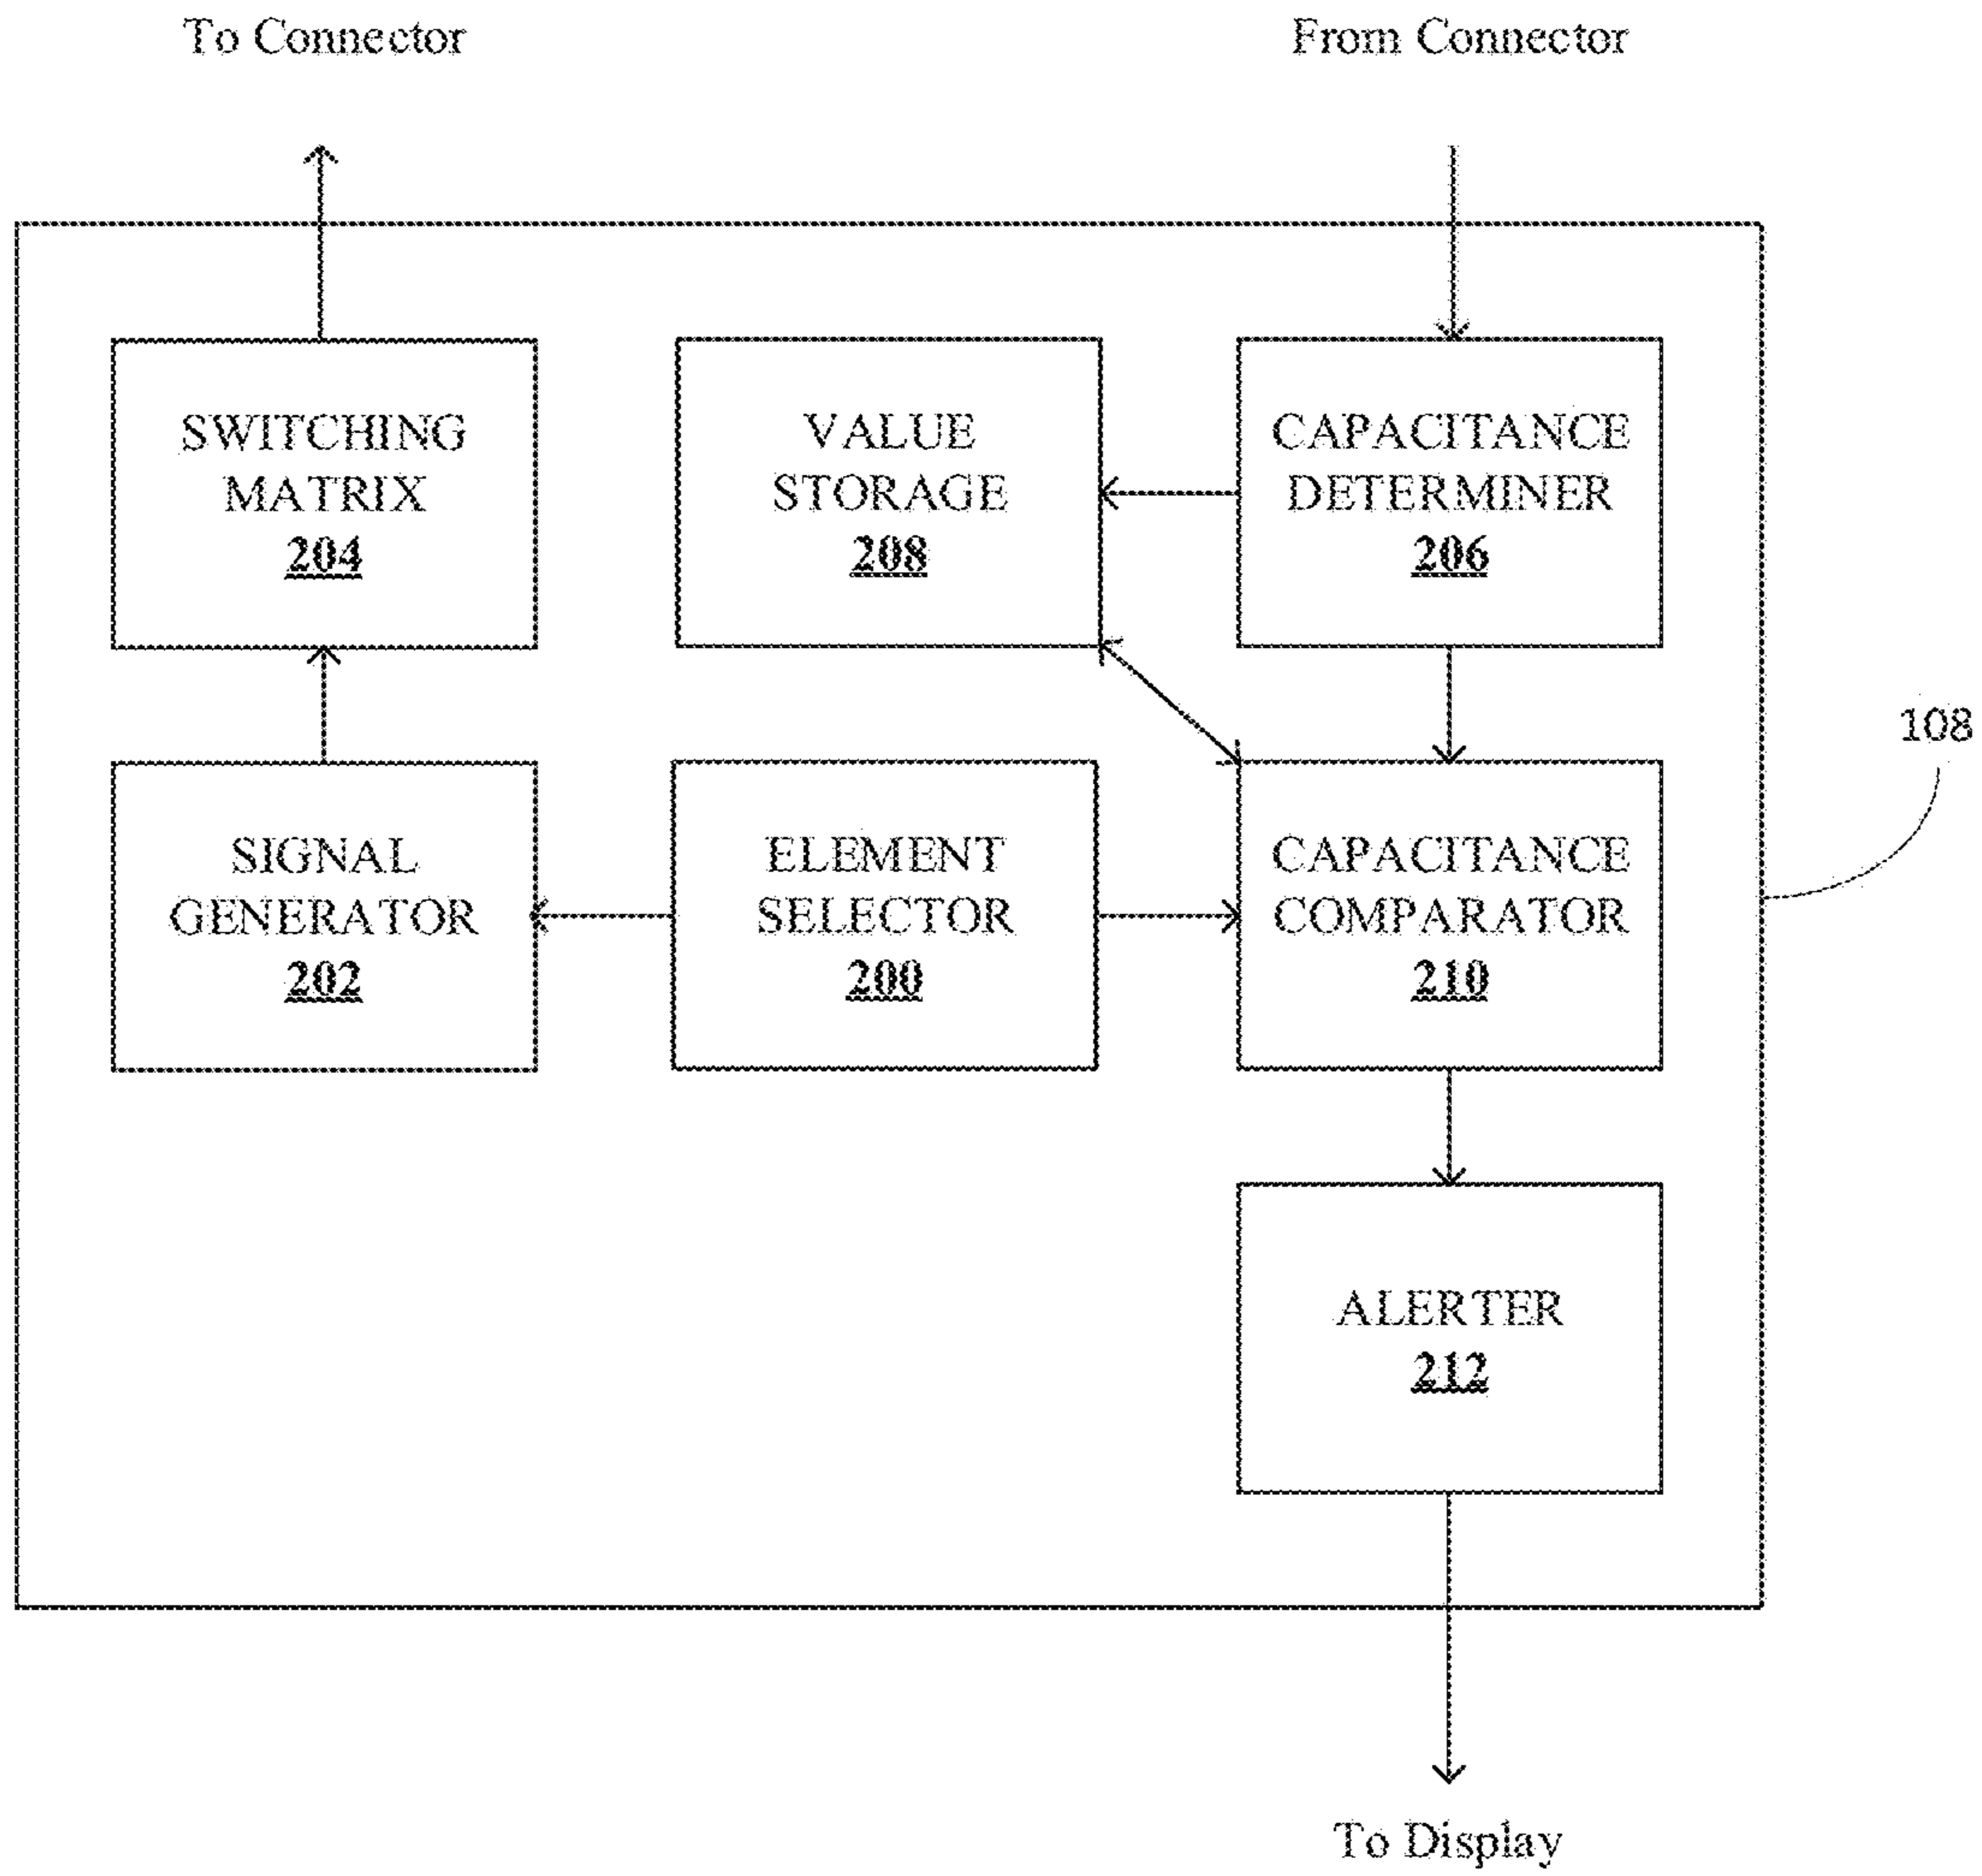 To Connector
From Connector
SWITCHING
MATRIX
204
VALUE
STORAGE
208
CAPACITANCE
DETERMINER
206
108
SIGNAL
GENERATOR
202
ELEMENT
SELECTOR
200
CAPACITANCE
COMPARATOR
210
ALERTER
212
To Display